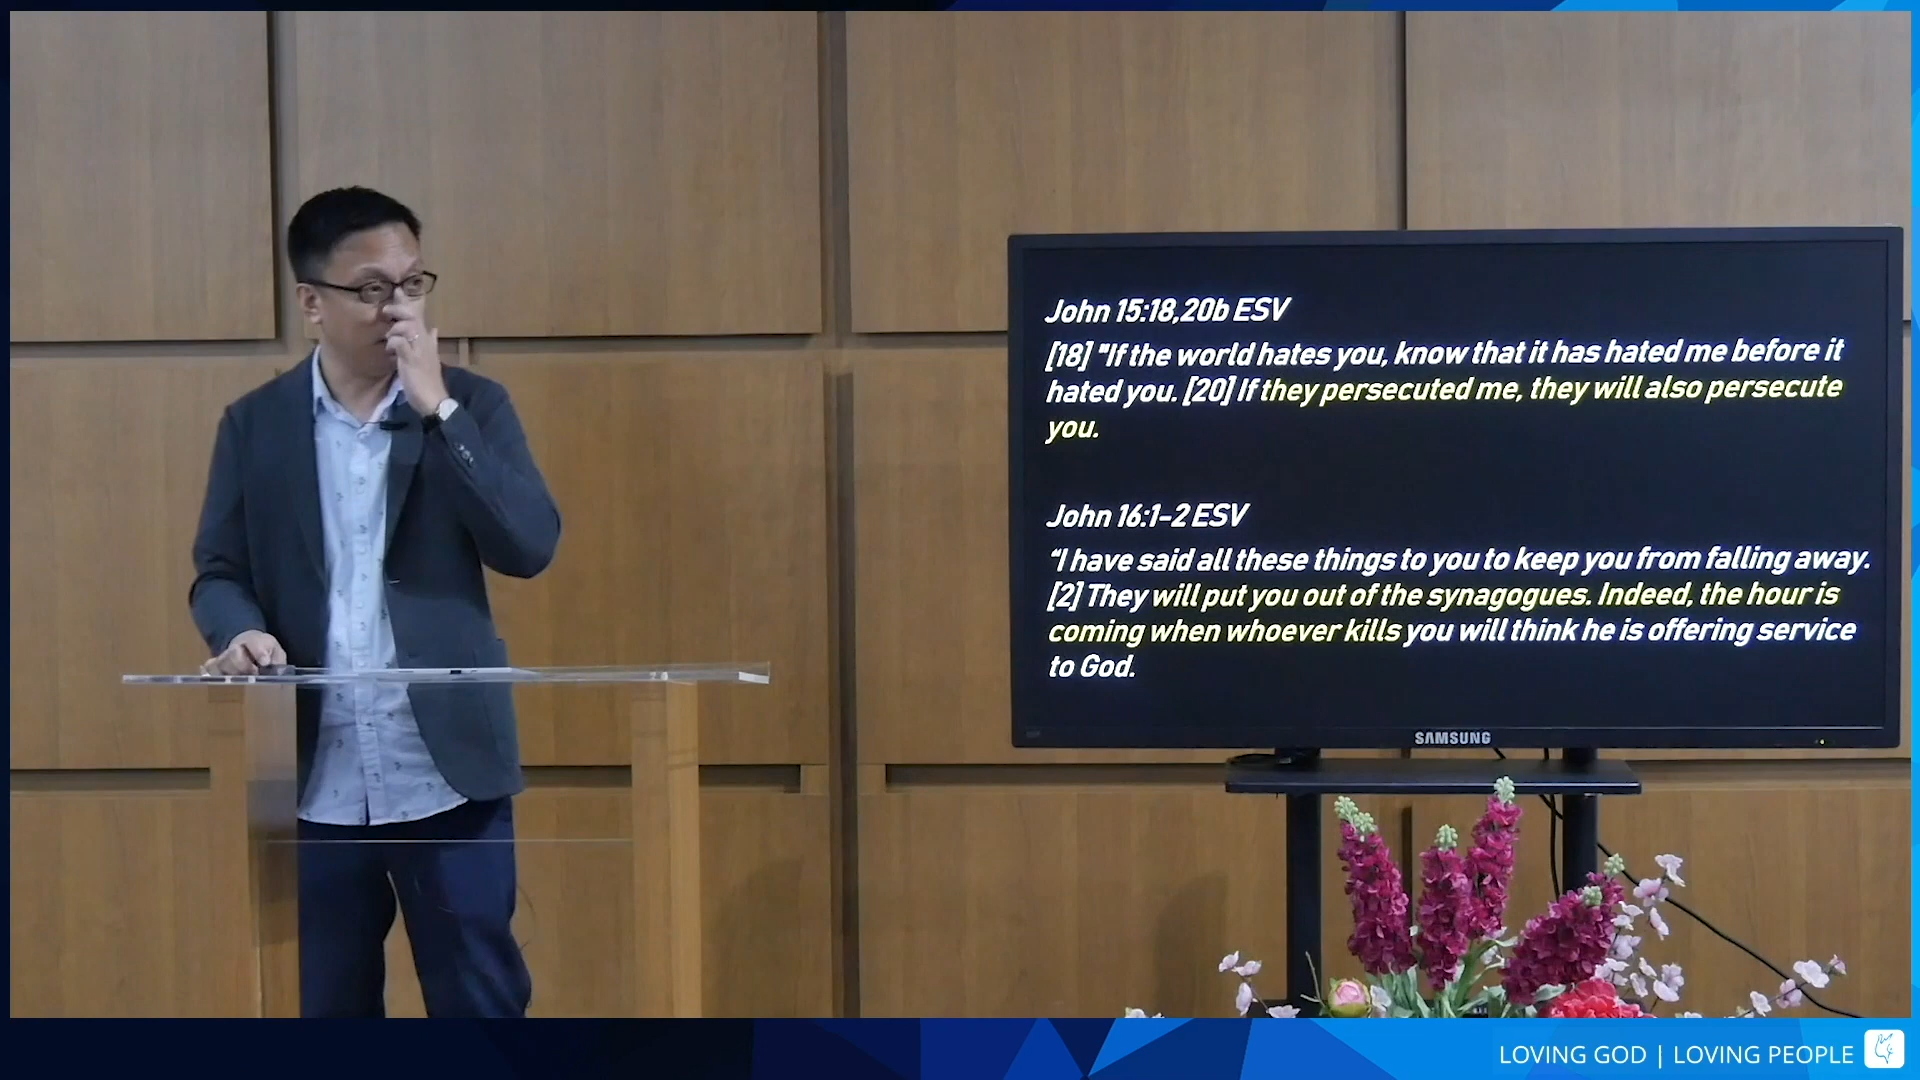 John 15:18,20b ESV
[18] "If the world hates you, know that it has hated me before it
hated you. [20] If they persecuted me, they will also persecute
you.
John 16:1-2 ESV
“I have said all these things to you to keep you from falling away.
[2] They will put you out of the synagogues. Indeed, the hour is
coming when whoever kills you will think he is offering service
to God.
SAMSUNG
LOVING GOD | LOVING PEOPLE